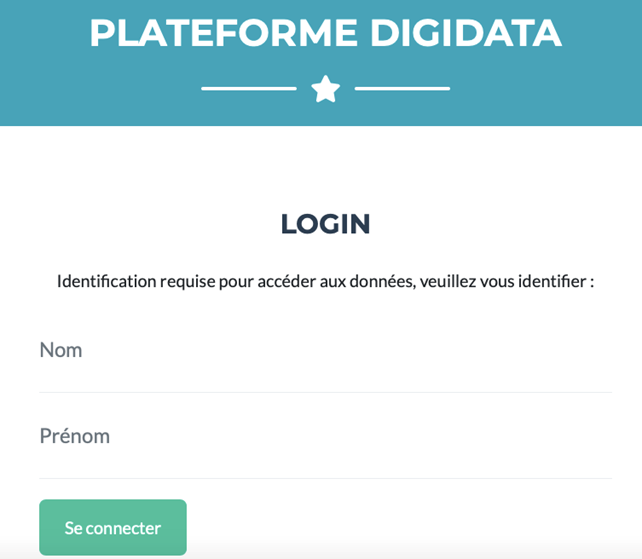 PLATEFORME DIGIDATA
LOGIN
Identification requise pour accéder aux données, veuillez vous identifier :
Nom
Prénom
Se connecter